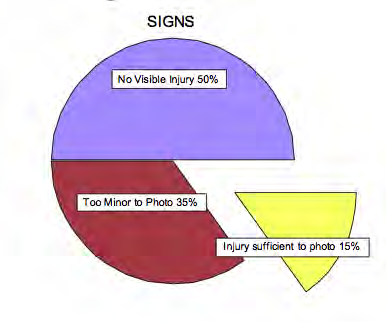 SIGNS
No Visible Injury 50%
Too Minor to Photo 35%
Injury sufficient to photo 15%